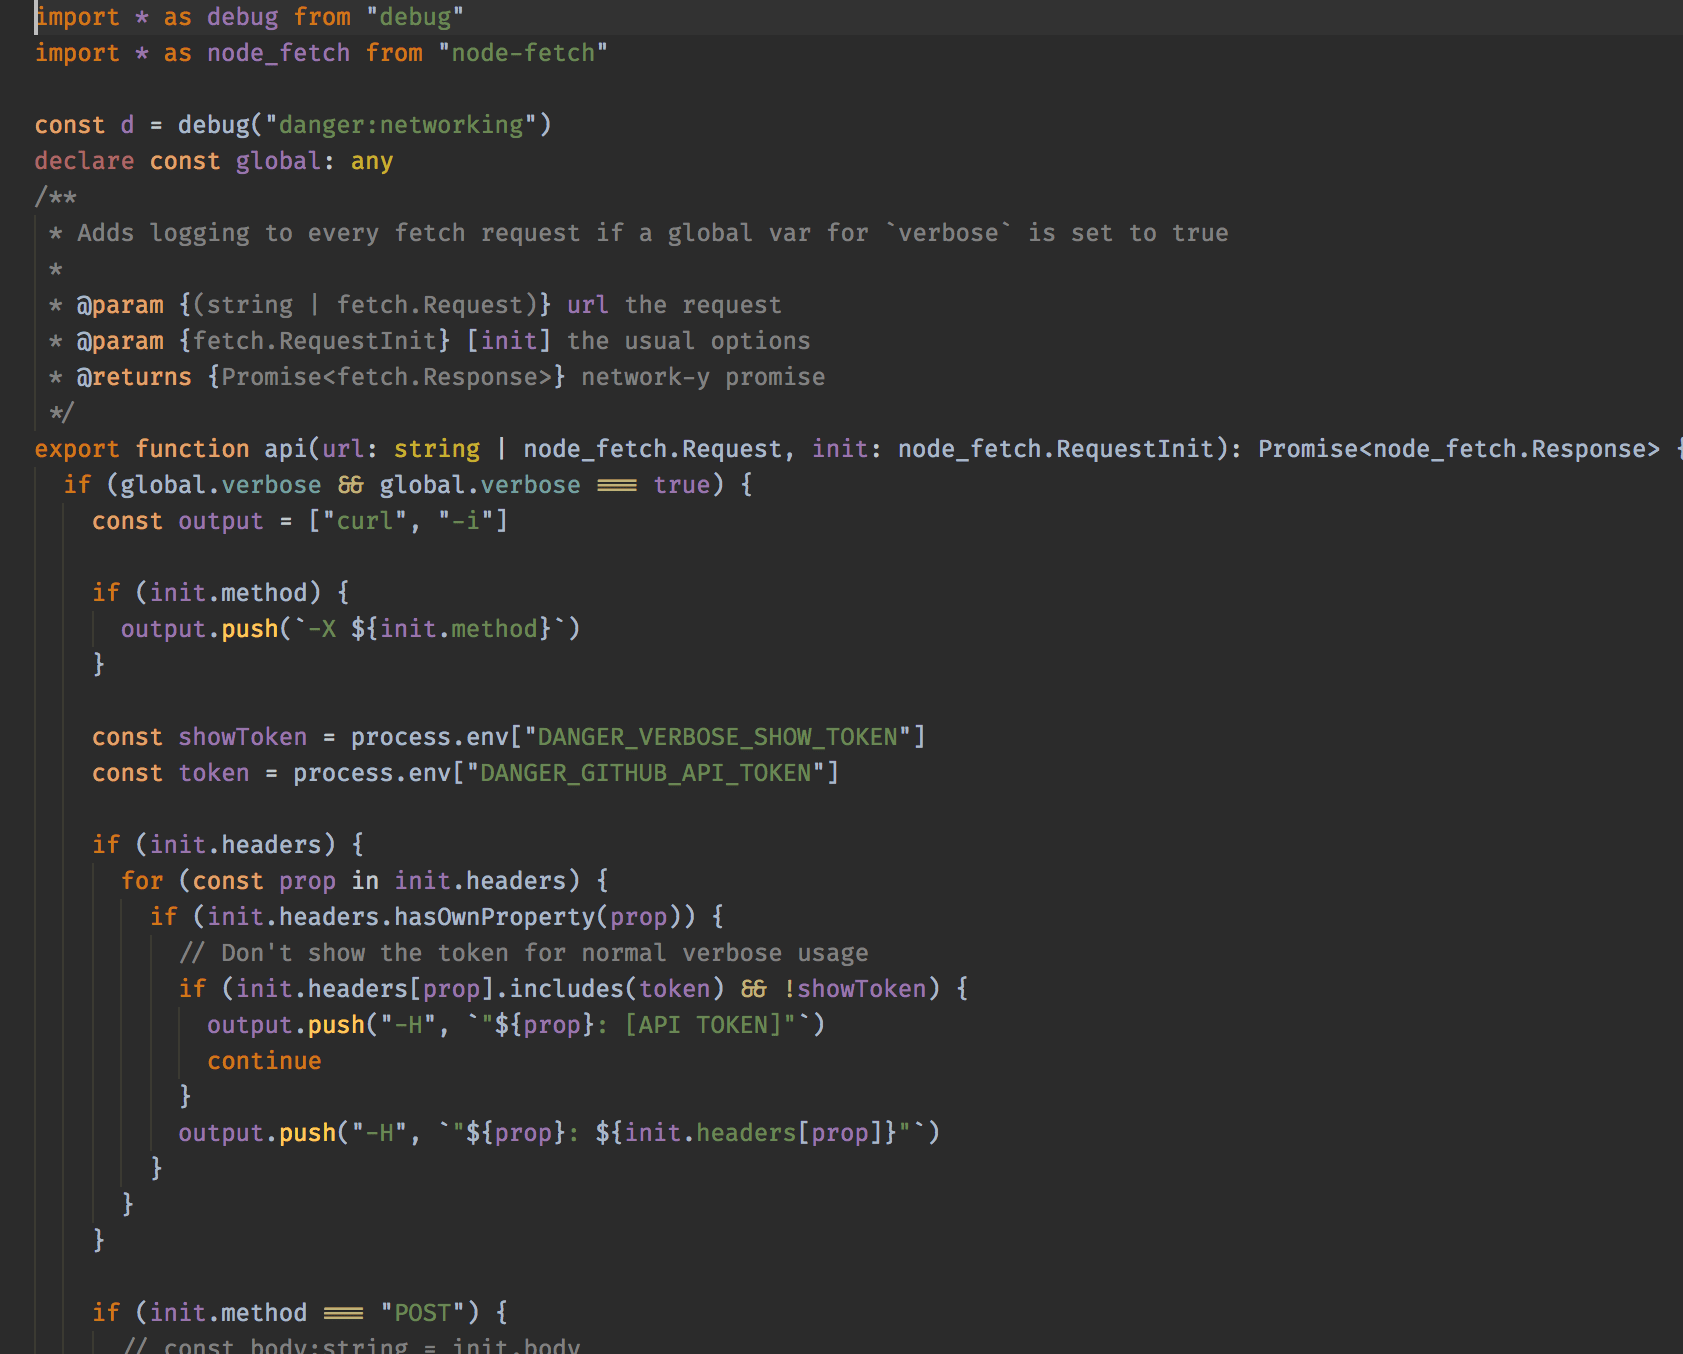 import * as debug from "debug"
import * as node_fetch from "node-fetch"
const d = debug("danger:networking")
declare const global: any
/**
* Adds logging to every fetch request if a global var for `verbose` is set to true
*
* @param {(string | fetch.Request)} url the request
* @param {fetch.RequestInit} [init] the usual options
* @returns {Promise<fetch.Response>} network-y promise
*/
export function api(url: string | node_fetch.Request, init: node_fetch.RequestInit): Promise<node_fetch.Response> {
if (global.verbose && global.verbose === true) {
const output = ["curl", "-i"]
if (init.method) {
output.push(`-X ${init.method}`)
}
const showToken = process.env["DANGER_VERBOSE_SHOW_TOKEN"]
const token = process.env["DANGER_GITHUB_API_TOKEN"]
if (init.headers) {
for (const prop in init.headers) {
if (init.headers.hasOwnProperty(prop)) {
// Don't show the token for normal verbose usage
if (init.headers[prop].includes(token) && !showToken) {
output.push("-H", `"${prop}: [API TOKEN]"`)
continue
}
output.push("-H", `"${prop}: ${init.headers[prop]}"`)
}
}
}
if (init.method === "POST") {
// const body:string = init.body